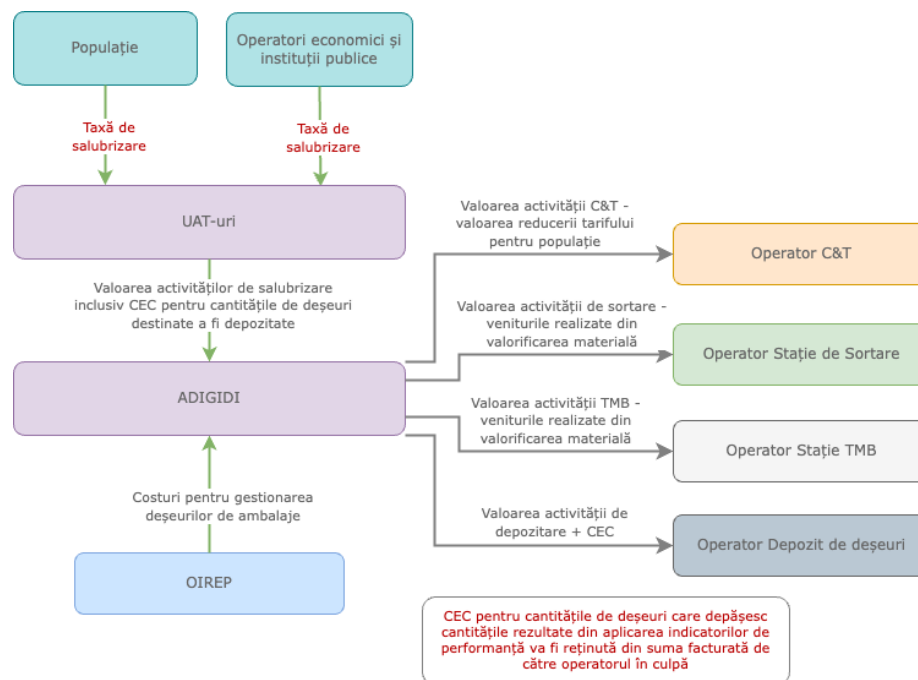 Populație
Operatori economici și
instituții publice
Taxă de
salubrizare
Taxă de
salubrizare
UAT-uri
Valoarea activităților de salubrizare
inclusiv CEC pentru cantitățile de deșeuri
destinate a fi depozitate
ADIGIDI
Costuri pentru gestionarea
deșeurilor de ambalaje
OIREP
Valoarea activității C&T -
valoarea reducerii tarifului
pentru populație
Operator C&T
Valoarea activității de sortare -
veniturile realizate din
valorificarea materială
Operator Stație de Sortare
Valoarea activității TMB -
veniturile realizate din
valorificarea materială
Operator Stație TMB
Valoarea activității de
depozitare + CEC
Operator Depozit de deșeuri
CEC pentru cantitățile de deșeuri care depășesc
cantitățile rezultate din aplicarea indicatorilor de
performanță va fi reținută din suma facturată de
către operatorul în culpă